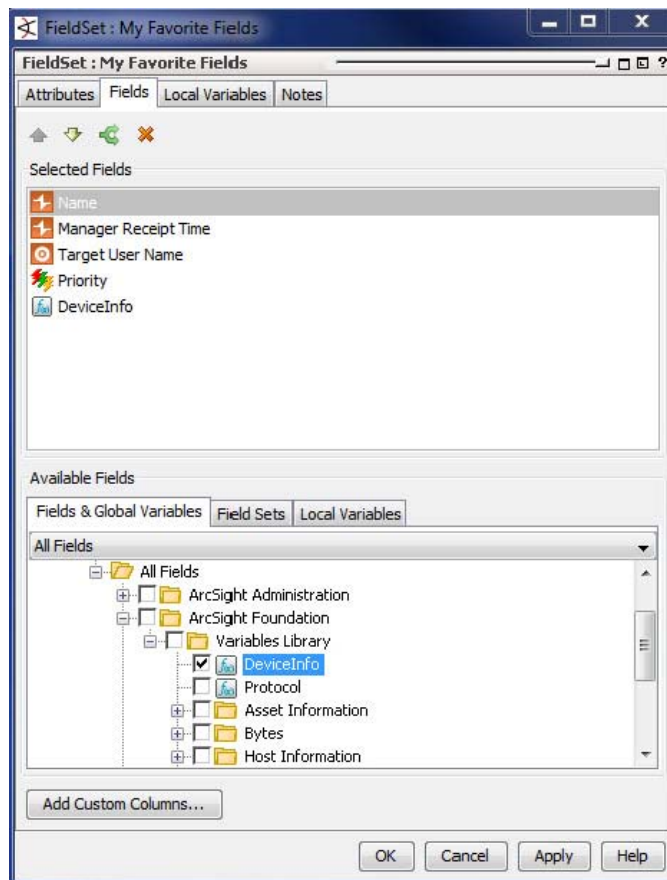 FieldSet : My Favorite Fields
FieldSet : My Favorite Fields
Attributes Fields Local Variables Notes
Selected Fields
Name
Manager Receipt Time
Target User Name
Priority
DeviceInfo
Available Fields
Fields & Global Variables Field Sets Local Variables
All Fields
All Fields
ArcSight Administration
ArcSight Foundation
Variables Library
DeviceInfo
Protocol
Asset Information
Bytes
Host Information
Add Custom Columns...
OK Cancel Apply Help